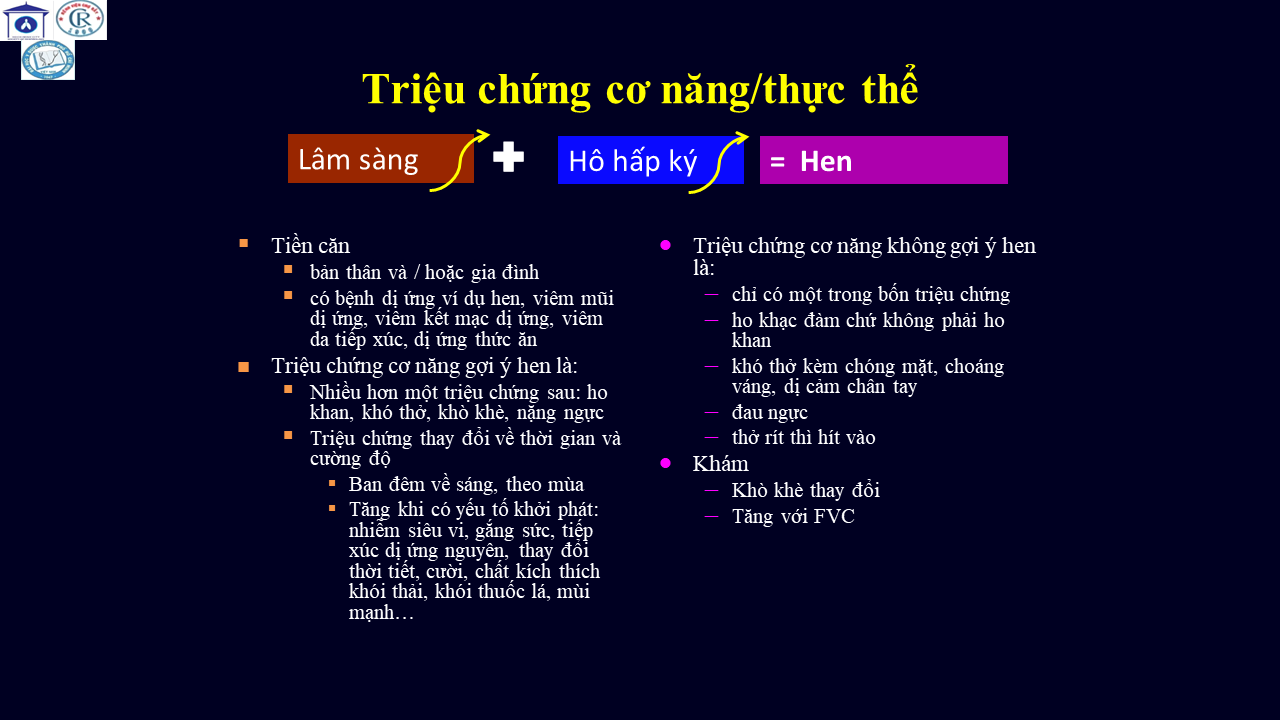 Triệu chứng cơ năng/thực thể
Lâm sàng
Hô hấp ký
= Hen
Tiền căn
bản thân và / hoặc gia đình
có bệnh dị ứng ví dụ hen, viêm mũi
dị ứng, viêm kết mạc dị ứng, viêm
da tiếp xúc, dị ứng thức ăn
Triệu chứng cơ năng gợi ý hen là:
Nhiều hơn một triệu chứng sau: ho
khan, khó thở, khò khè, nặng ngực
Triệu chứng thay đổi về thời gian và
cường độ
Ban đêm về sáng, theo mùa
Tăng khi có yếu tố khởi phát:
nhiễm siêu vi, gắng sức, tiếp
xúc dị ứng nguyên, thay đổi
thời tiết, cười, chất kích thích
khói thải, khói thuốc lá, mùi
mạnh…
Triệu chứng cơ năng không gợi ý hen
là:
chỉ có một trong bốn triệu chứng
ho khạc đàm chứ không phải ho
khan
khó thở kèm chóng mặt, choáng
váng, dị cảm chân tay
đau ngực
thở rít thì hít vào
Khám
Khò khè thay đổi
Tăng với FVC